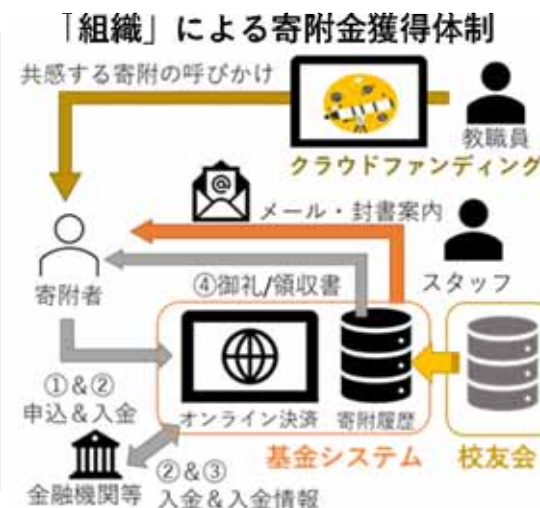 「組織」による寄附金獲得体制
共感する寄附の呼びかけ
教職員
クラウドファンディング
@
メール・封書案内
寄附者
スタッフ
④御礼/領収書
①&②
申込&入金
オンライン決済
寄附履歴
基金システム
校友会
②&③
入金&入金情報
金融機関等